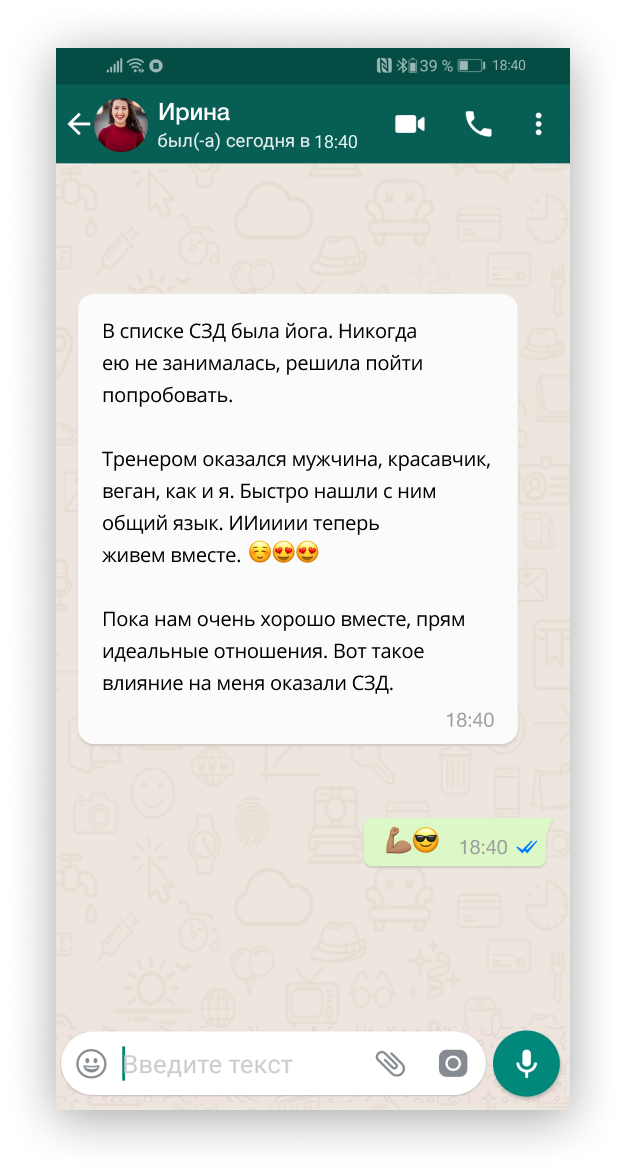 39 % 18:40
Ирина
был(-а) сегодня в 18:40
В списке СЗД была йога. Никогда
ею не занималась, решила пойти
попробовать.
Тренером оказался мужчина, красавчик,
веган, как и я. Быстро нашли с ним
общий язык. ИИииии теперь
живем вместе. ☺️😍😍
Пока нам очень хорошо вместе, прям
идеальные отношения. Вот такое
влияние на меня оказали СЗД.
18:40
💪🏽😎 18:40
Введите текст